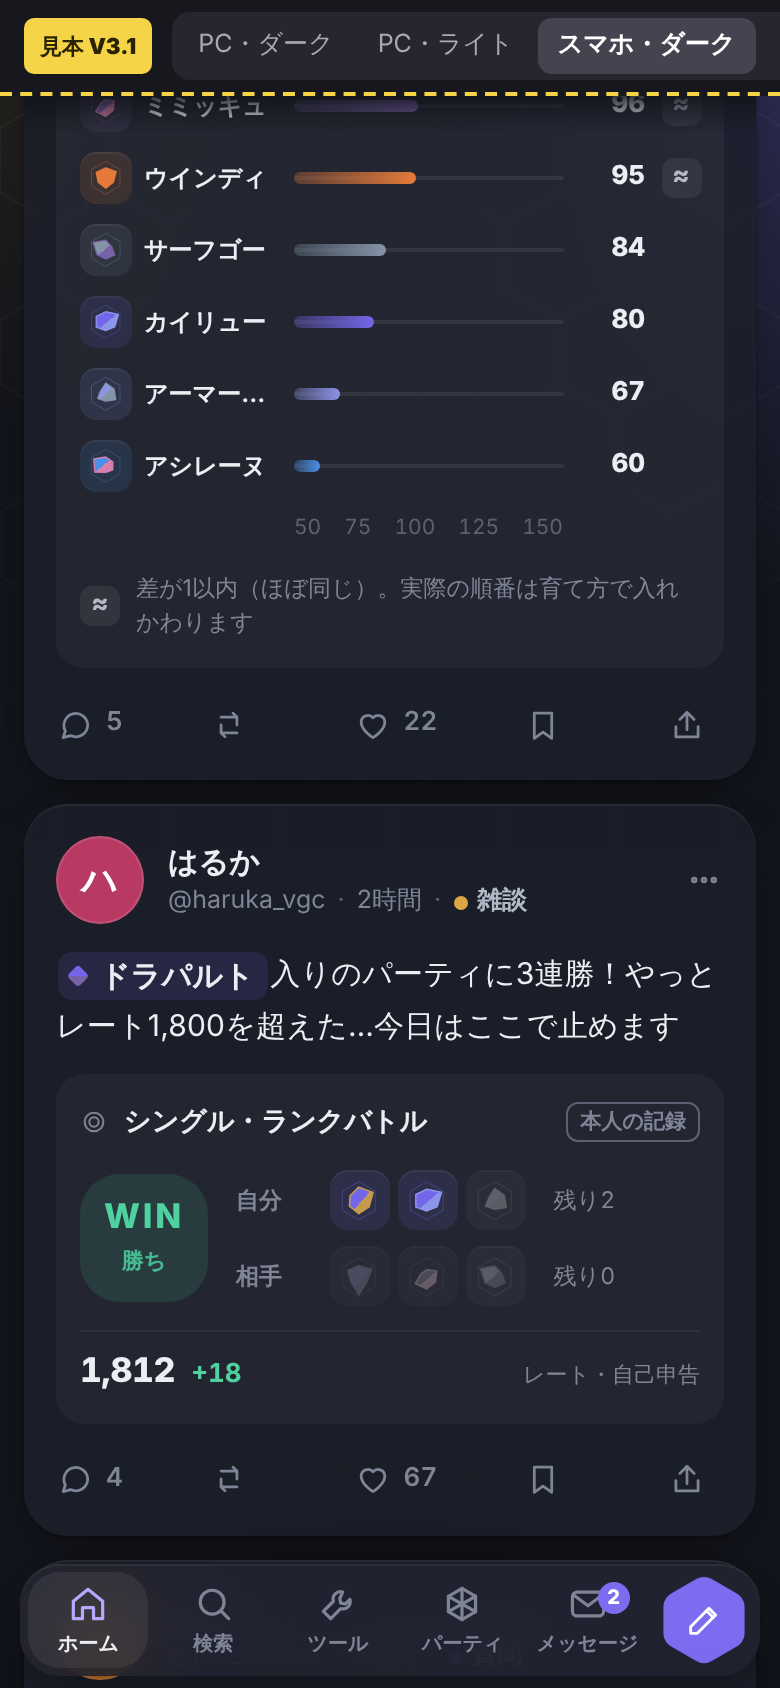 見本 V3.1
PC・ダーク
PC・ライト
スマホ・ダーク
ミミッキュ 96 ≈
ウインディ 95 ≈
サーフゴー 84
カイリュー 80
アーマー... 67
アシレーヌ 60
50 75 100 125 150
≈ 差が1以内（ほぼ同じ）。実際の順番は育て方で入れ
かわります
5 22
ハ
はるか
@haruka_vgc · 2時間 · 雑談
ドラパルト 入りのパーティに3連勝！やっと
レート1,800を超えた...今日はここで止めます
シングル・ランクバトル 本人の記録
WIN
勝ち
自分 残り2
相手 残り0
1,812 +18 レート・自己申告
4 67
ホーム
検索
ツール
パーティ
メッセージ
2